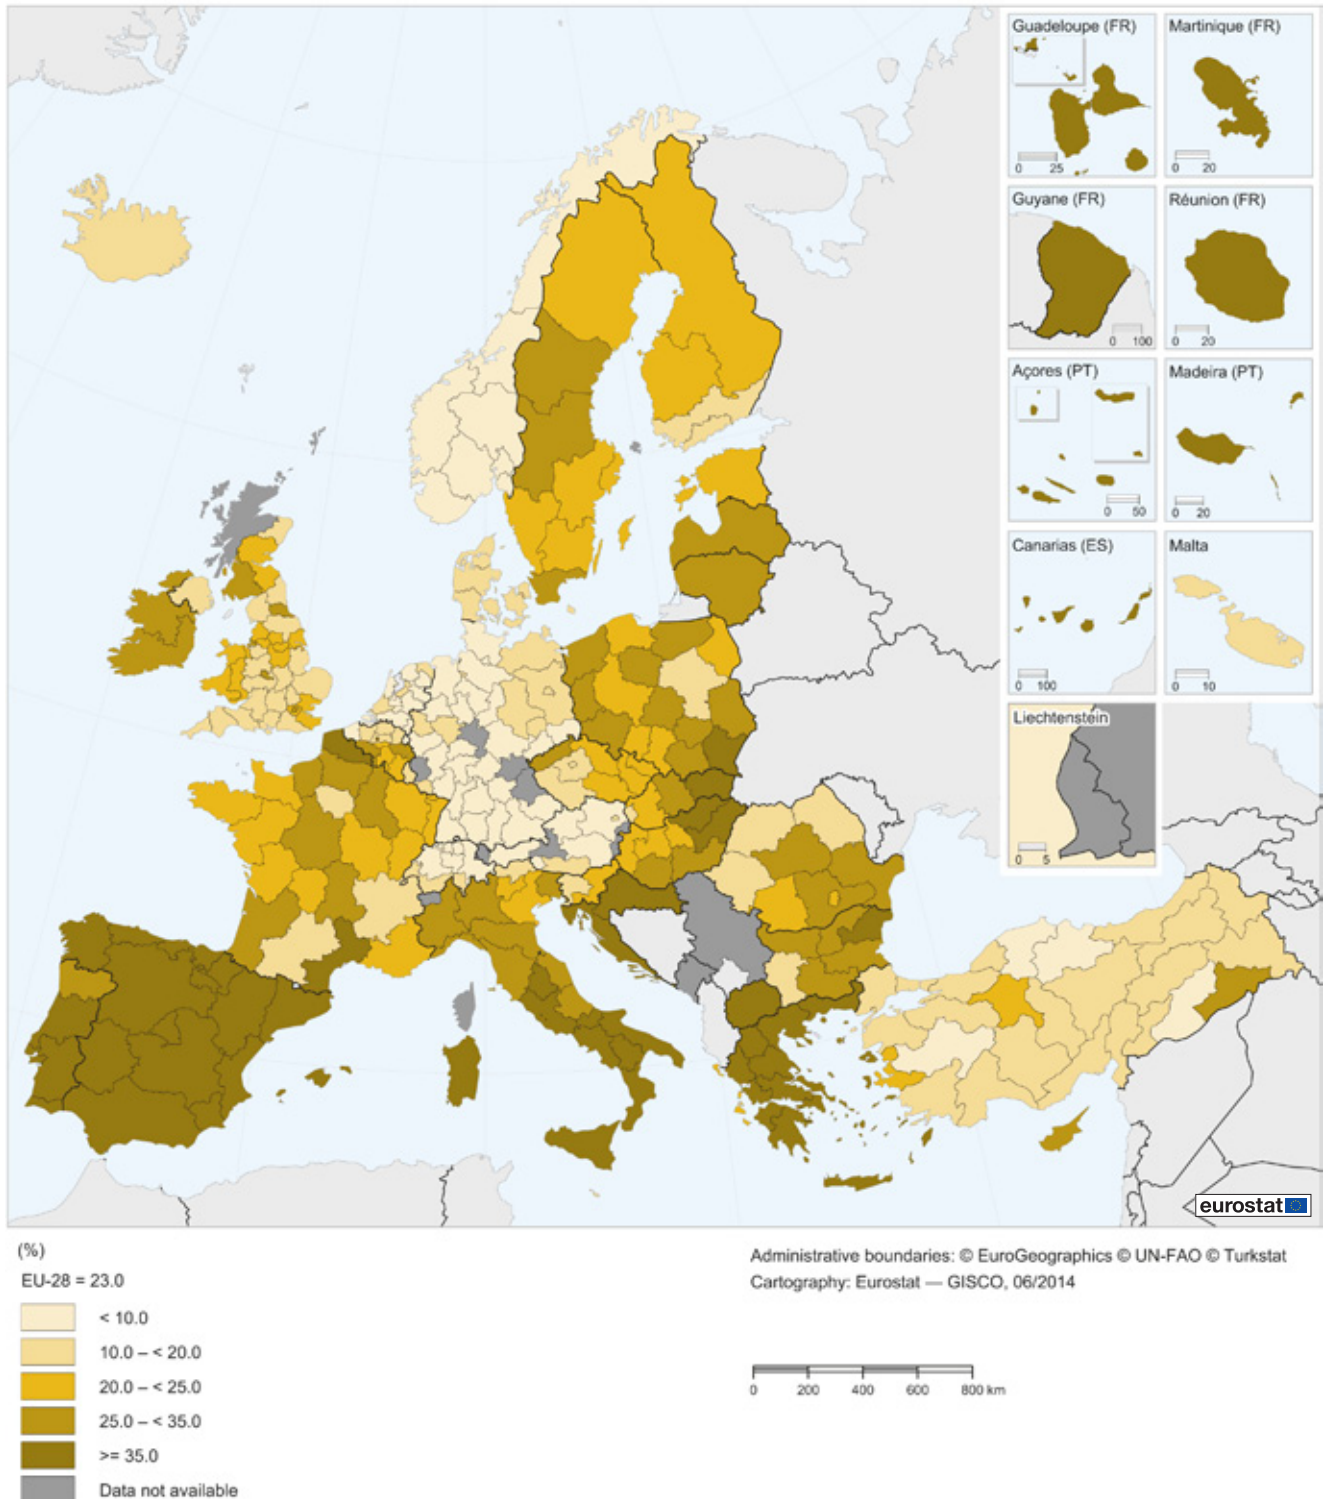 Guadeloupe (FR)
0 25
Martinique (FR)
0 20
Guyane (FR)
0 100
Réunion (FR)
0 20
Açores (PT)
0 50
Madeira (PT)
0 20
Canarias (ES)
0 100
Malta
0 10
Liechtenstein
0 5
eurostat
(%)
EU-28 = 23.0
< 10.0
10.0 – < 20.0
20.0 – < 25.0
25.0 – < 35.0
>= 35.0
Data not available
Administrative boundaries: © EuroGeographics © UN-FAO © Turkstat
Cartography: Eurostat — GISCO, 06/2014
0 200 400 600 800 km